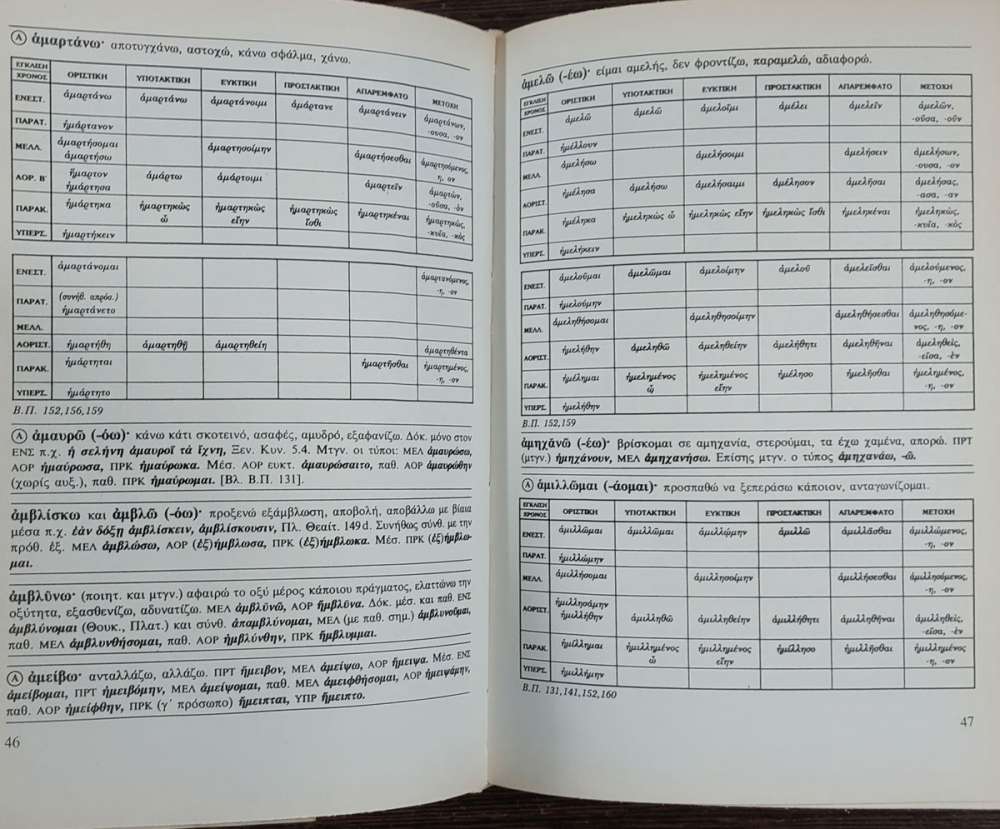 Ⓐ ἁμαρτάνω· αποτυγχάνω, αστοχώ, κάνω σφάλμα, χάνω.
ΕΓΚΛΙΣΗ
ΧΡΟΝΟΣ ΟΡΙΣΤΙΚΗ ΥΠΟΤΑΚΤΙΚΗ ΕΥΚΤΙΚΗ ΠΡΟΣΤΑΚΤΙΚΗ ΑΠΑΡΕΜΦΑΤΟ ΜΕΤΟΧΗ
ΕΝΕΣΤ. ἁμαρτάνω ἁμαρτάνω ἁμαρτάνοιμι ἁμάρτανε ἁμαρτάνειν ἁμαρτάνων,
-ουσα, -ον
ΠΑΡΑΤ. ἡμάρτανον
ΜΕΛΛ. ἁμαρτήσομαι ἁμαρτησοίμην ἁμαρτήσεσθαι ἁμαρτησόμενος,
ἁμαρτήσω η, ον
ΑΟΡ. Β' ἥμαρτον ἁμάρτω ἁμάρτοιμι ἁμαρτεῖν ἁμαρτών,
ἡμάρτησα -οῦσα, -ὸν
ΠΑΡΑΚ. ἡμάρτηκα ἡμαρτηκὼς ἡμαρτηκὼς ἡμαρτηκὼς ἡμαρτηκέναι ἡμαρτηκώς,
ὦ εἴην ἴσθι -κυῖα, -κὸς
ΥΠΕΡΣ. ἡμαρτήκειν
ΕΝΕΣΤ. ἁμαρτάνομαι ἁμαρτανόμενος,
-η, -ον
ΠΑΡΑΤ. (συνήθ. απρόσ.)
ἡμαρτάνετο
ΜΕΛΛ.
ΑΟΡΙΣΤ. ἡμαρτήθη ἁμαρτηθῇ ἁμαρτηθείη ἁμαρτηθέντα
ΠΑΡΑΚ. ἡμάρτηται ἡμαρτῆσθαι ἡμαρτημένος,
-η, -ον
ΥΠΕΡΣ. ἡμάρτητο
Β.Π. 152,156,159
Ⓐ ἀμαυρῶ (-όω)· κάνω κάτι σκοτεινό, ασαφές, αμυδρό, εξαφανίζω. Δόκ. μόνο στον
ΕΝΣ π.χ. ἡ σελήνη ἀμαυροῖ τὰ ἴχνη, Ξεν. Κυν. 5.4. Μτγν. οι τύποι: ΜΕΛ ἀμαυρώσω,
ΑΟΡ ἠμαύρωσα, ΠΡΚ ἠμαύρωκα. Μέσ. ΑΟΡ ευκτ. ἀμαυρώσαιτο, παθ. ΑΟΡ ἀμαυρώθην
(χωρίς αυξ.), παθ. ΠΡΚ ἠμαύρωμαι. [Βλ. Β.Π. 131].
ἀμβλίσκω και ἀμβλῶ (-όω)· προξενώ εξάμβλωση, αποβολή, αποβάλλω με βίαια
μέσα π.χ. ἐὰν δόξῃ ἀμβλίσκειν, ἀμβλίσκουσιν, Πλ. Θεαίτ. 149d. Συνήθως σύνθ. με την
πρόθ. ἐξ. ΜΕΛ ἀμβλώσω, ΑΟΡ (ἐξ)ήμβλωσα, ΠΡΚ (ἐξ)ήμβλωκα. Μέσ. ΠΡΚ (ἐξ)ήμβλω-
μαι.
ἀμβλῡνω· (ποιητ. και μτγν.) αφαιρώ το οξύ μέρος κάποιου πράγματος, ελαττώνω την
οξύτητα, εξασθενίζω, αδυνατίζω. ΜΕΛ ἀμβλῠνῶ, ΑΟΡ ἤμβλῡνα. Δόκ. μέσ. και παθ. ΕΝΣ
ἀμβλύνομαι (Θουκ., Πλατ.) και σύνθ. ἀπαμβλύνομαι, ΜΕΛ (με παθ. σημ.) ἀμβλυνοῦμαι,
παθ. ΜΕΛ ἀμβλυνθήσομαι, παθ. ΑΟΡ ἠμβλύνθην, ΠΡΚ ἤμβλυμμαι.
Ⓐ ἀμείβω· ανταλλάζω, αλλάζω. ΠΡΤ ἤμειβον, ΜΕΛ ἀμείψω, ΑΟΡ ἤμειψα. Μέσ. ΕΝΣ
ἀμείβομαι, ΠΡΤ ἠμειβόμην, ΜΕΛ ἀμείψομαι, παθ. ΜΕΛ ἀμειφθήσομαι, ΑΟΡ ἠμειψάμην,
παθ. ΑΟΡ ἠμείφθην, ΠΡΚ (γ' πρόσωπο) ἤμειπται, ΥΠΡ ἤμειπτο.
46
ἀμελῶ (-έω)· είμαι αμελής, δεν φροντίζω, παραμελώ, αδιαφορώ.
ΕΓΚΛΙΣΗ
ΧΡΟΝΟΣ ΟΡΙΣΤΙΚΗ ΥΠΟΤΑΚΤΙΚΗ ΕΥΚΤΙΚΗ ΠΡΟΣΤΑΚΤΙΚΗ ΑΠΑΡΕΜΦΑΤΟ ΜΕΤΟΧΗ
ΕΝΕΣΤ. ἀμελῶ ἀμελῶ ἀμελοῖμι ἀμέλει ἀμελεῖν ἀμελῶν,
-οῦσα, -οῦν
ΠΑΡΑΤ. ἠμέλλουν
ΜΕΛΛ. ἀμελήσω ἀμελήσοιμι ἀμελήσειν ἀμελήσων,
-ουσα, -ον
ΑΟΡΙΣΤ. ἠμέλησα ἀμελήσω ἀμελήσαιμι ἀμέλησον ἀμελῆσαι ἀμελήσας,
-ασα, -αν
ΠΑΡΑΚ. ἠμέληκα ἠμεληκὼς ὦ ἠμεληκὼς εἴην ἠμεληκὼς ἴσθι ἠμεληκέναι ἠμεληκώς,
-κυῖα, -κὸς
ΥΠΕΡΣ. ἠμελήκειν
ΕΝΕΣΤ. ἀμελοῦμαι ἀμελῶμαι ἀμελοίμην ἀμελοῦ ἀμελεῖσθαι ἀμελούμενος,
-η, -ον
ΠΑΡΑΤ. ἠμελούμην
ΜΕΛΛ. ἀμεληθήσομαι ἀμεληθησοίμην ἀμεληθήσεσθαι ἀμεληθησόμε-
νος, -η, -ον
ΑΟΡΙΣΤ. ἠμελήθην ἀμεληθῶ ἀμεληθείην ἀμελήθητι ἀμεληθῆναι ἀμεληθείς,
-εῖσα, -ὲν
ΠΑΡΑΚ. ἠμέλημαι ἠμελημένος ἠμελημένος ἠμέλησο ἠμελῆσθαι ἠμελημένος,
ὦ εἴην -η, -ον
ΥΠΕΡΣ. ἠμελήθην
Β.Π. 152,159
ἀμηχανῶ (-έω)· βρίσκομαι σε αμηχανία, στερούμαι, τα έχω χαμένα, απορώ. ΠΡΤ
(μτγν.) ἠμηχάνουν, ΜΕΛ ἀμηχανήσω. Επίσης μτγν. ο τύπος ἀμηχανάω, -ῶ.
Ⓐ ἁμιλλῶμαι (-άομαι)· προσπαθώ να ξεπεράσω κάποιον, ανταγωνίζομαι.
ΕΓΚΛΙΣΗ
ΧΡΟΝΟΣ ΟΡΙΣΤΙΚΗ ΥΠΟΤΑΚΤΙΚΗ ΕΥΚΤΙΚΗ ΠΡΟΣΤΑΚΤΙΚΗ ΑΠΑΡΕΜΦΑΤΟ ΜΕΤΟΧΗ
ΕΝΕΣΤ. ἁμιλλῶμαι ἁμιλλῶμαι ἁμιλλῴμην ἁμιλλῶ ἁμιλλᾶσθαι ἁμιλλώμενος,
-η, -ον
ΠΑΡΑΤ. ἡμιλλώμην
ΜΕΛΛ. ἁμιλλήσομαι ἁμιλλησοίμην ἁμιλλήσεσθαι ἁμιλλησόμενος,
-η, -ον
ΑΟΡΙΣΤ. ἡμιλλησάμην
ἡμιλλήθην ἁμιλληθῶ ἁμιλληθείην ἁμιλλήθητι ἁμιλληθῆναι ἁμιλληθείς,
-εῖσα, -ὲν
ΠΑΡΑΚ. ἡμίλλημαι ἡμιλλημένος ἡμιλλημένος ἡμίλλησο ἡμιλλῆσθαι ἡμιλλημένος
ὦ εἴην -η, -ον
ΥΠΕΡΣ. ἡμιλλήμην
Β.Π. 131,141,152,160
47